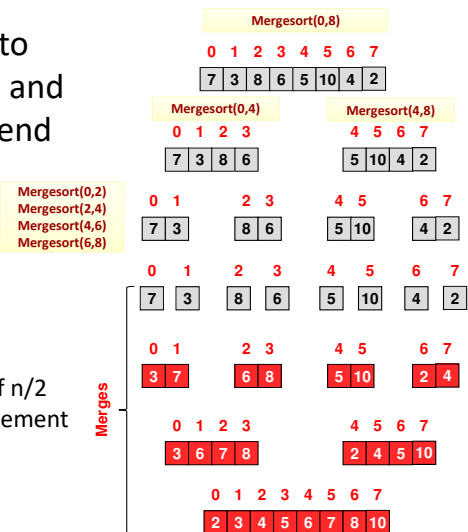 to
and
end
Mergesort(0,8)
0 1 2 3 4 5 6 7
7 3 8 6 5 10 4 2
Mergesort(0,4) Mergesort(4,8)
0 1 2 3 4 5 6 7
7 3 8 6 5 10 4 2
Mergesort(0,2)
Mergesort(2,4)
Mergesort(4,6)
Mergesort(6,8)
0 1 2 3 4 5 6 7
7 3 8 6 5 10 4 2
0 1 2 3 4 5 6 7
7 3 8 6 5 10 4 2
Merges
n/2
0 1 2 3 4 5 6 7
3 7 6 8 5 10 2 4
0 1 2 3 4 5 6 7
3 6 7 8 2 4 5 10
0 1 2 3 4 5 6 7
2 3 4 5 6 7 8 10